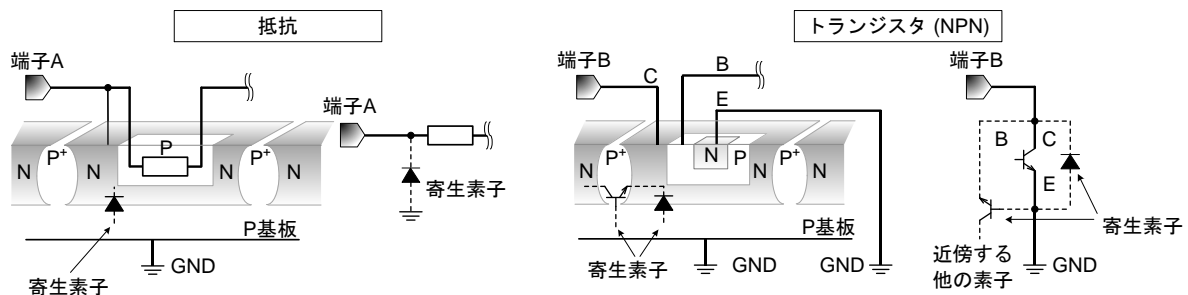 抵抗
端子A
N
P+
N
P
N
P+
N
P基板
GND
寄生素子
端子A
寄生素子
トランジスタ (NPN)
端子B
C
B
E
N
P+
N
N
P
N
P+
N
P基板
寄生素子
GND
GND
端子B
B
C
E
近傍する
他の素子
GND
寄生素子